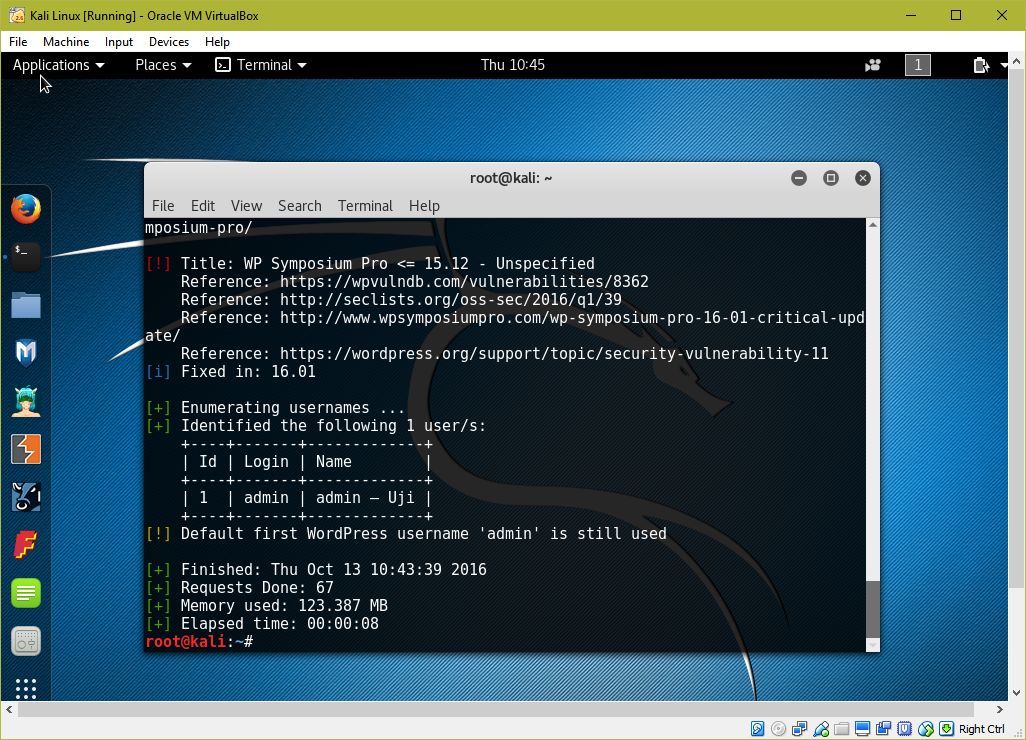 Kali Linux [Running] - Oracle VM VirtualBox
File Machine Input Devices Help
Applications Places Terminal Thu 10:45 1
root@kali: ~
File Edit View Search Terminal Help
mposium-pro/
[!] Title: WP Symposium Pro <= 15.12 - Unspecified
Reference: https://wpvulndb.com/vulnerabilities/8362
Reference: http://seclists.org/oss-sec/2016/q1/39
Reference: http://www.wpsymposiumpro.com/wp-symposium-pro-16-01-critical-upd
ate/
Reference: https://wordpress.org/support/topic/security-vulnerability-11
[i] Fixed in: 16.01
[+] Enumerating usernames ...
[+] Identified the following 1 user/s:
+----+-------+-------------+
| Id | Login | Name        |
+----+-------+-------------+
| 1  | admin | admin – Uji |
+----+-------+-------------+
[!] Default first WordPress username 'admin' is still used
[+] Finished: Thu Oct 13 10:43:39 2016
[+] Requests Done: 67
[+] Memory used: 123.387 MB
[+] Elapsed time: 00:00:08
root@kali:~#
Right Ctrl